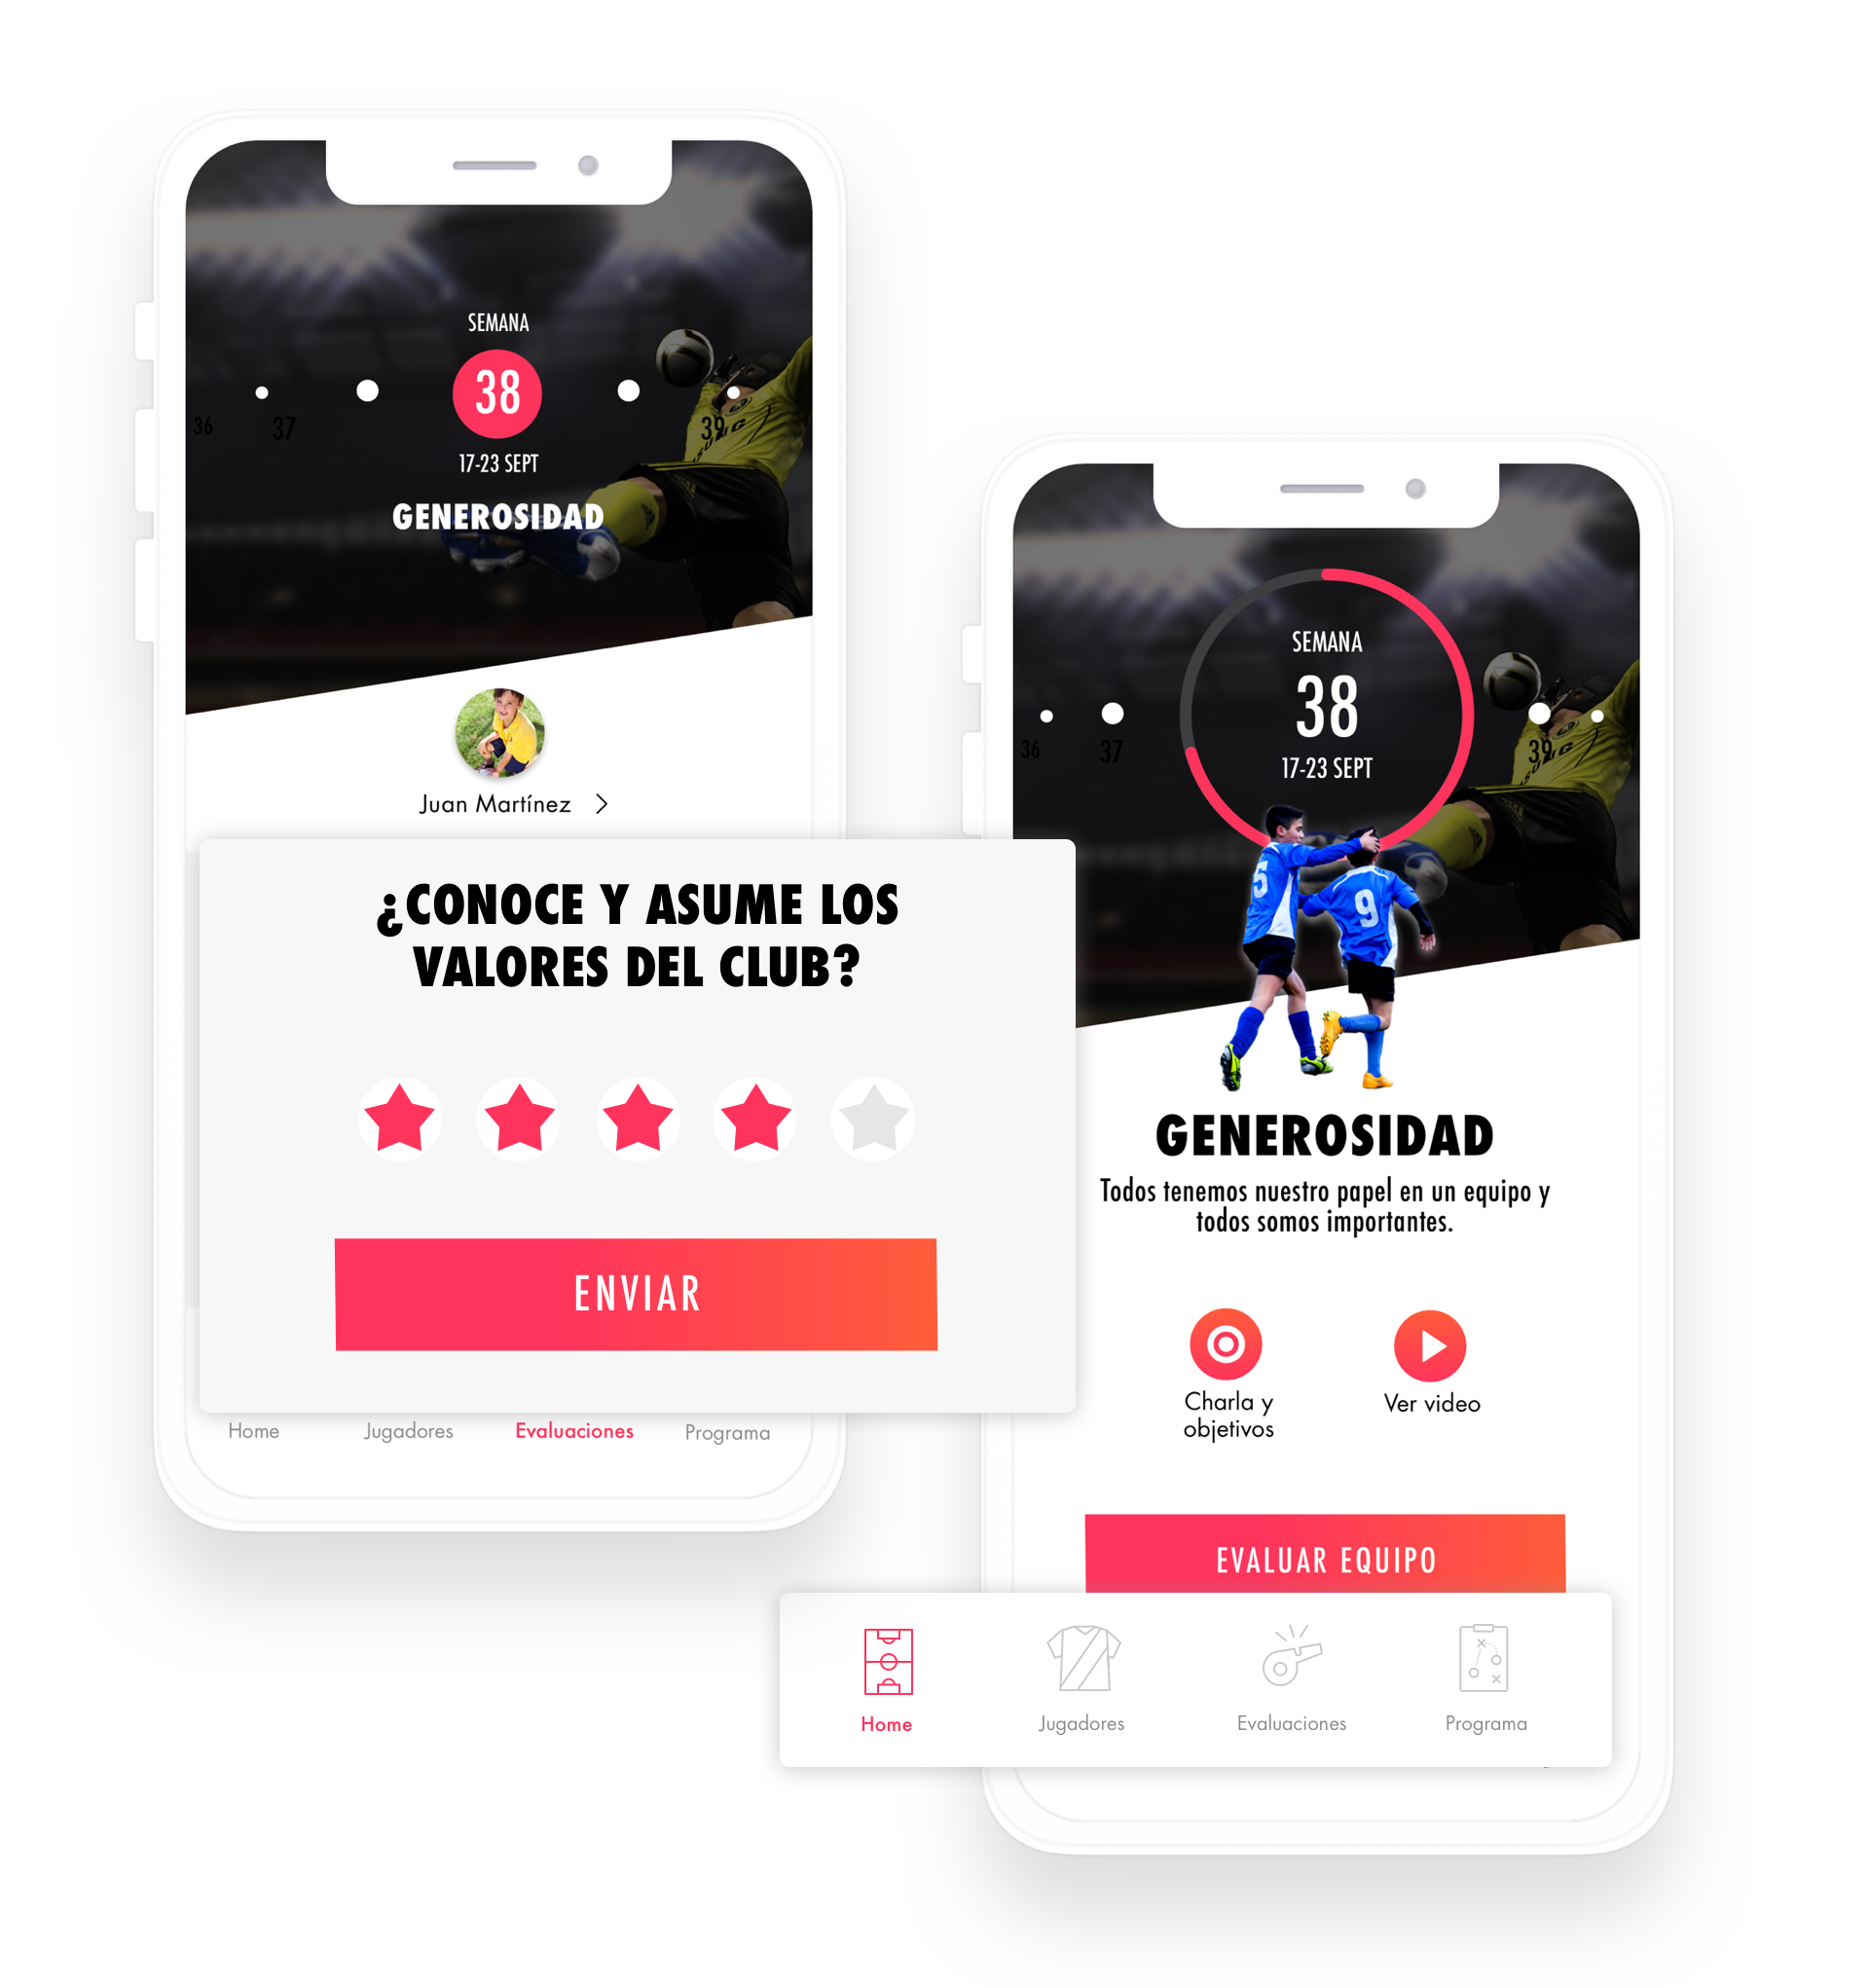 SEMANA
38
36
37
39
17-23 SEPT
GENEROSIDAD
Juan Martínez
¿CONOCE Y ASUME LOS
VALORES DEL CLUB?
ENVIAR
Home
Jugadores
Evaluaciones
Programa
SEMANA
38
36
37
39
17-23 SEPT
5
9
GENEROSIDAD
Todos tenemos nuestro papel en un equipo y
todos somos importantes.
Charla y
objetivos
Ver video
EVALUAR EQUIPO
Home
Jugadores
Evaluaciones
Programa